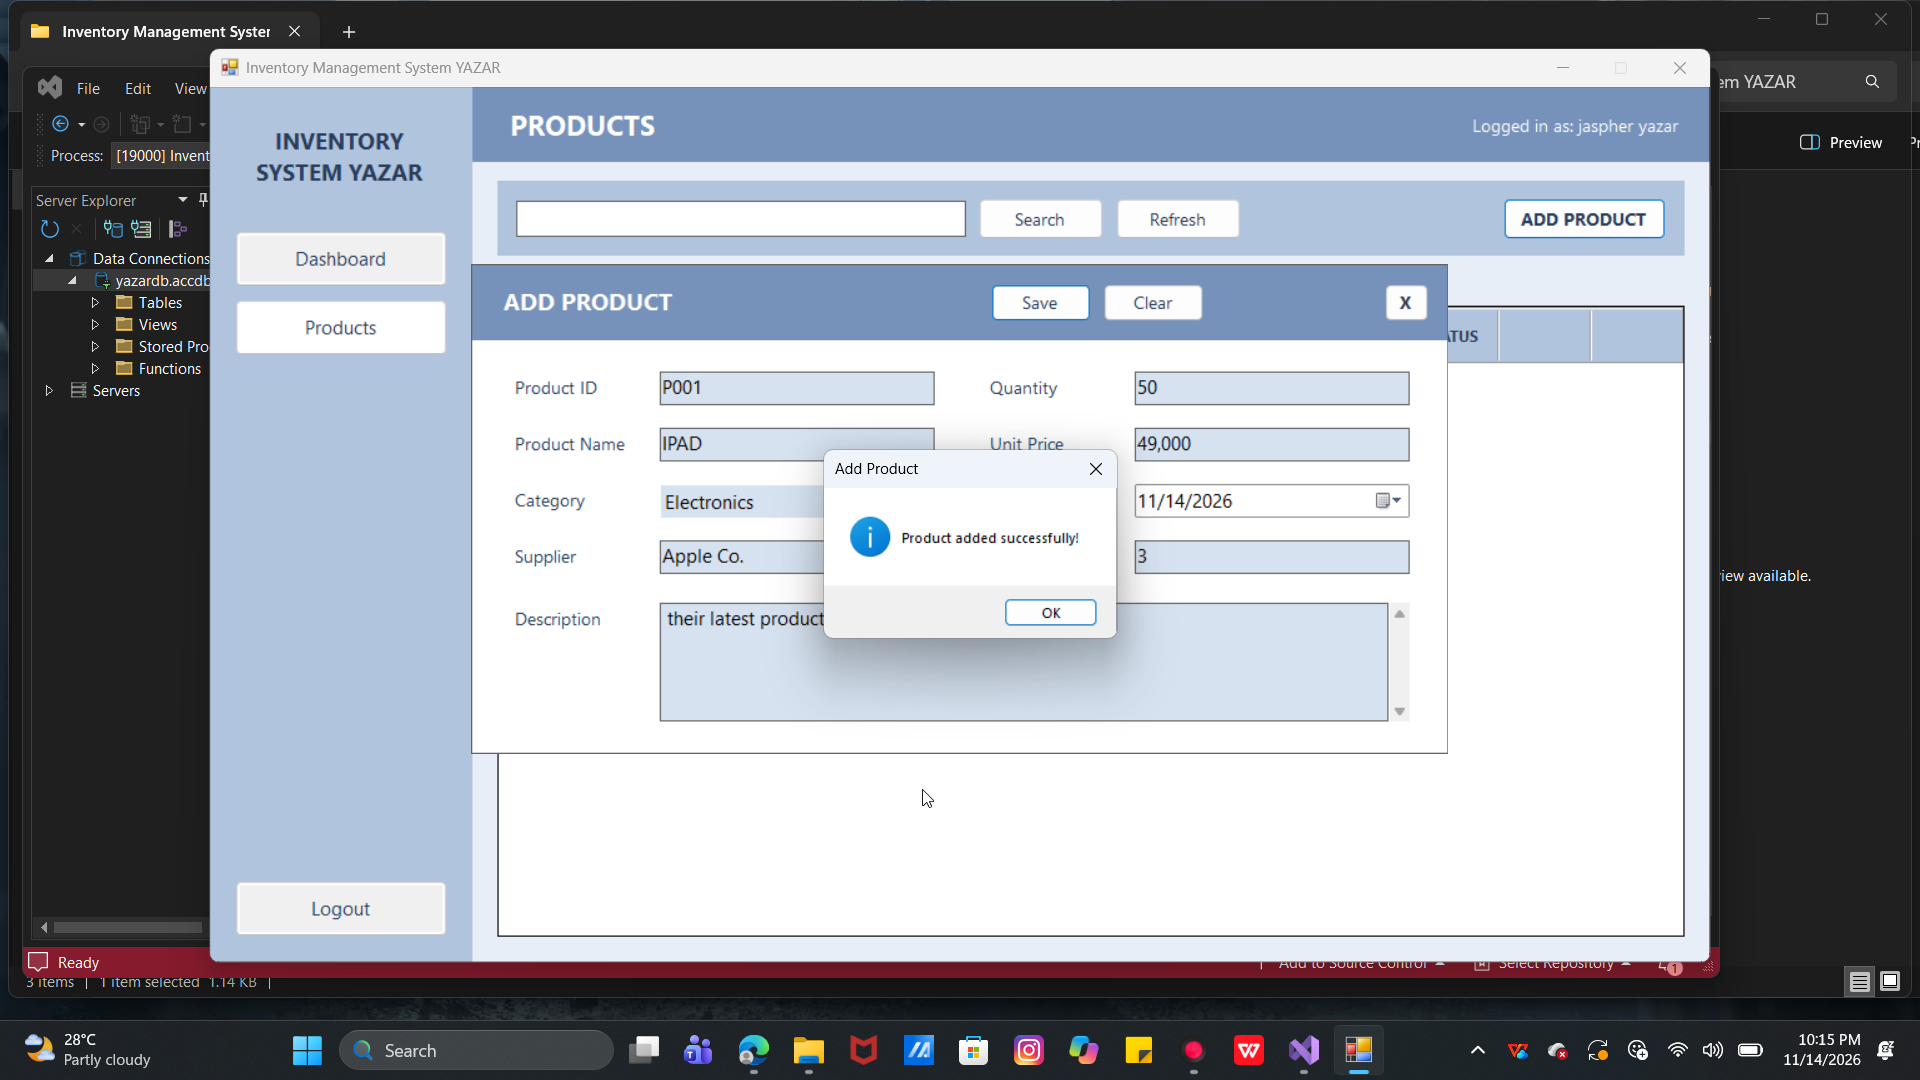 Inventory Management System
Inventory Management System YAZAR
File Edit View
em YAZAR
INVENTORY
SYSTEM YAZAR
PRODUCTS
Logged in as: jaspher yazar
Process: [19000] Invent
Preview
Server Explorer
Search
Refresh
ADD PRODUCT
Data Connections
yazardb.accdb
Tables
Views
Stored Pro
Functions
Servers
Dashboard
Products
ADD PRODUCT
Save
Clear
X
ATUS
Product ID P001
Quantity 50
Product Name IPAD
Unit Price 49,000
Category Electronics
11/14/2026
Supplier Apple Co.
3
Description their latest product
Add Product
Product added successfully!
OK
iew available.
Logout
Ready
Add to Source Control
Select Repository
1
3 items 1 item selected 1.14 KB
28°C
Partly cloudy
Search
10:15 PM
11/14/2026